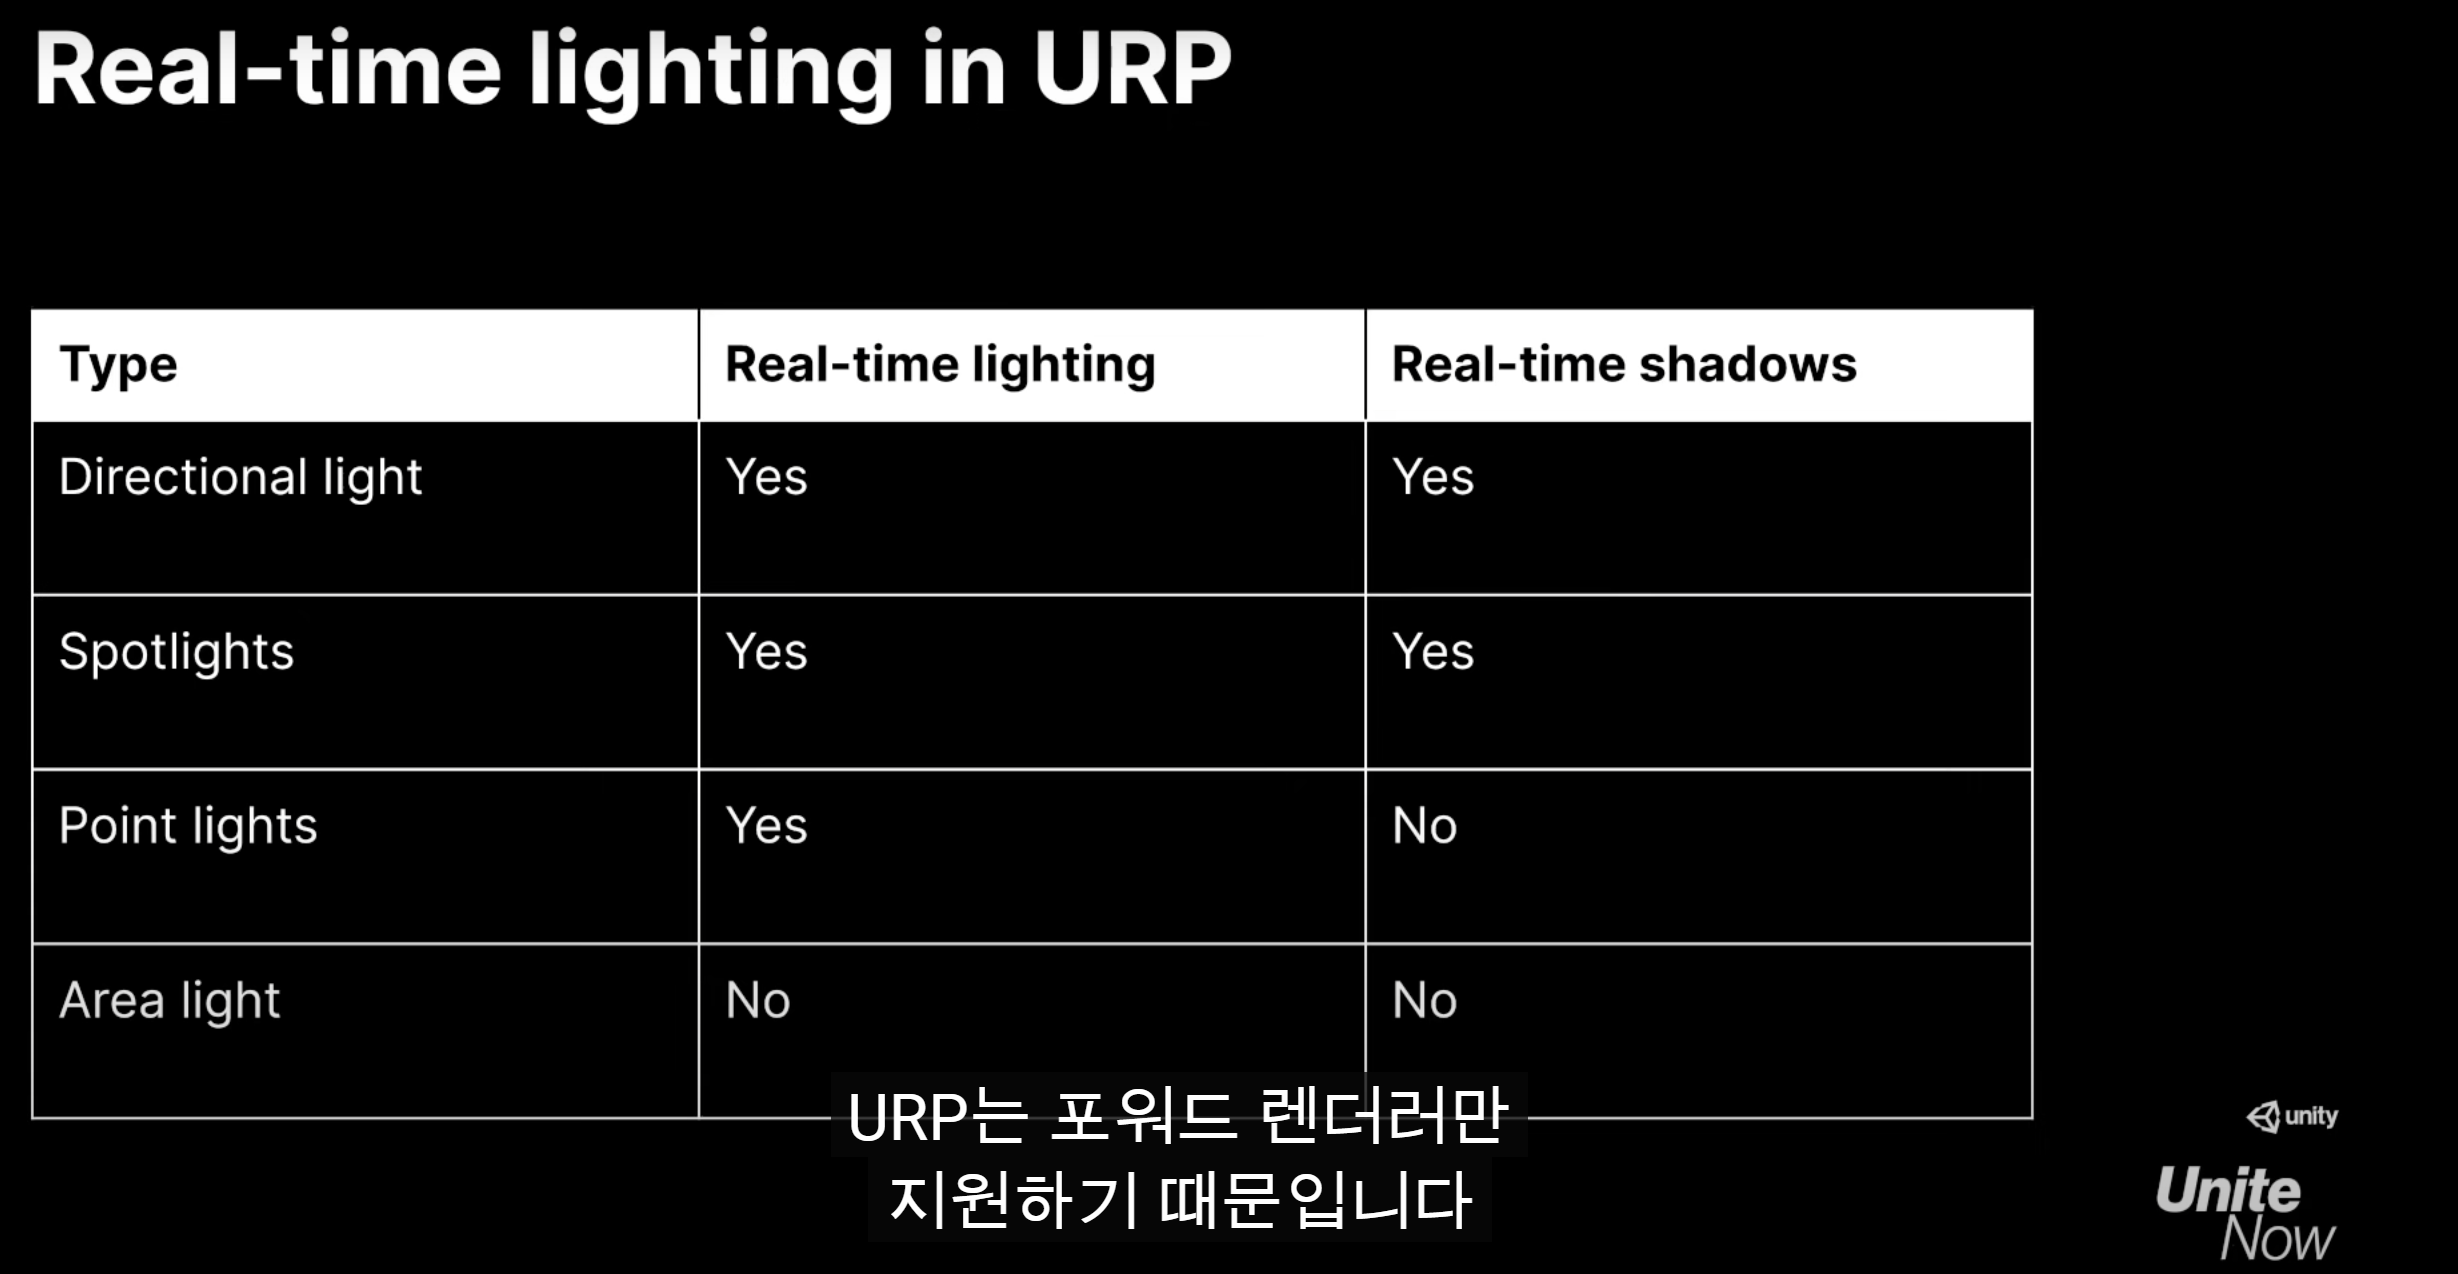 Real-time lighting in URP
Type Real-time lighting Real-time shadows
Directional light Yes Yes
Spotlights Yes Yes
Point lights Yes No
Area light No No
URP는 포워드 렌더러만
지원하기 때문입니다
unity
Unite
Now